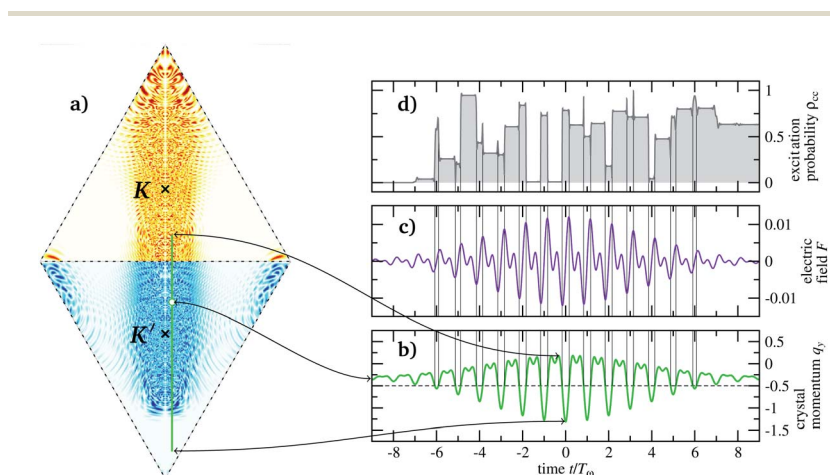 a)
K
K′
d)
1
0.5
0
excitation
probability ρcc
c)
0.01
0
-0.01
electric
field F
b)
0.5
0
-0.5
-1
-1.5
crystal
momentum qy
-8 -6 -4 -2 0 2 4 6 8
time t/Tω